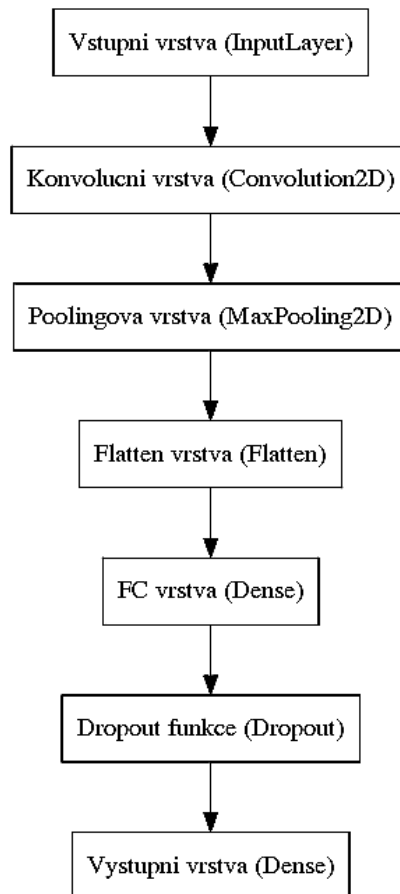 Vstupni vrstva (InputLayer)
Konvolucni vrstva (Convolution2D)
Poolingova vrstva (MaxPooling2D)
Flatten vrstva (Flatten)
FC vrstva (Dense)
Dropout funkce (Dropout)
Vystupni vrstva (Dense)